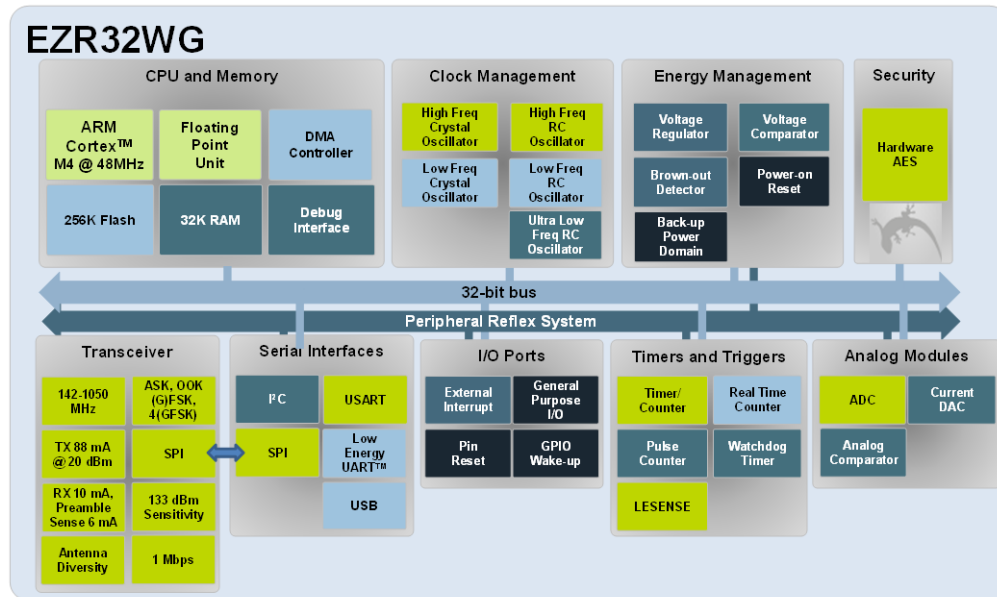 EZR32WG
CPU and Memory
ARM
Cortex™
M4 @ 48MHz
Floating
Point
Unit
DMA
Controller
256K Flash
32K RAM
Debug
Interface
Clock Management
High Freq
Crystal
Oscillator
High Freq
RC
Oscillator
Low Freq
Crystal
Oscillator
Low Freq
RC
Oscillator
Ultra Low
Freq RC
Oscillator
Energy Management
Voltage
Regulator
Voltage
Comparator
Brown-out
Detector
Power-on
Reset
Back-up
Power
Domain
Security
Hardware
AES
32-bit bus
Peripheral Reflex System
Transceiver
142-1050
MHz
ASK, OOK
(G)FSK,
4(GFSK)
TX 88 mA
@ 20 dBm
SPI
RX 10 mA,
Preamble
Sense 6 mA
133 dBm
Sensitivity
Antenna
Diversity
1 Mbps
Serial Interfaces
I²C
USART
SPI
Low
Energy
UART™
USB
I/O Ports
External
Interrupt
General
Purpose
I/O
Pin
Reset
GPIO
Wake-up
Timers and Triggers
Timer/
Counter
Real Time
Counter
Pulse
Counter
Watchdog
Timer
LESENSE
Analog Modules
ADC
Current
DAC
Analog
Comparator